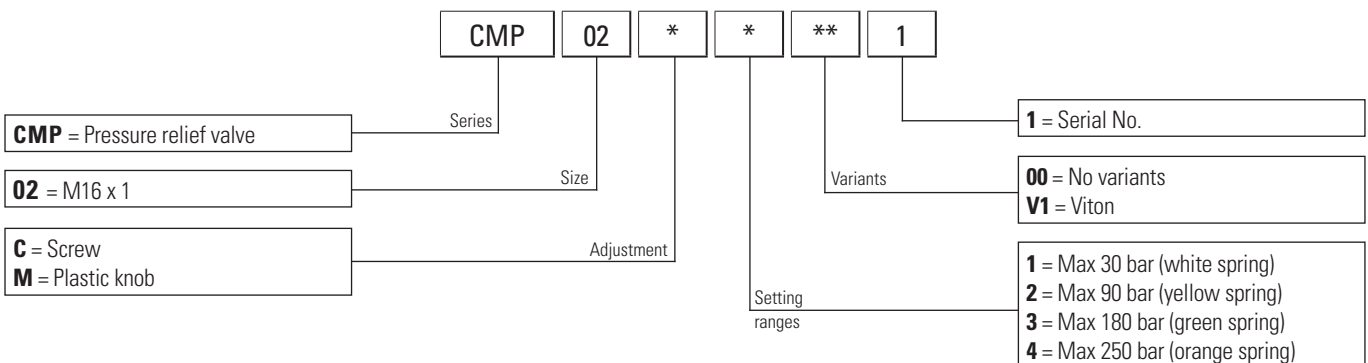 CMP 02 * * ** 1
Series
CMP = Pressure relief valve
Size
02 = M16 x 1
Adjustment
C = Screw
M = Plastic knob
1 = Serial No.
Variants
00 = No variants
V1 = Viton
Setting
ranges
1 = Max 30 bar (white spring)
2 = Max 90 bar (yellow spring)
3 = Max 180 bar (green spring)
4 = Max 250 bar (orange spring)